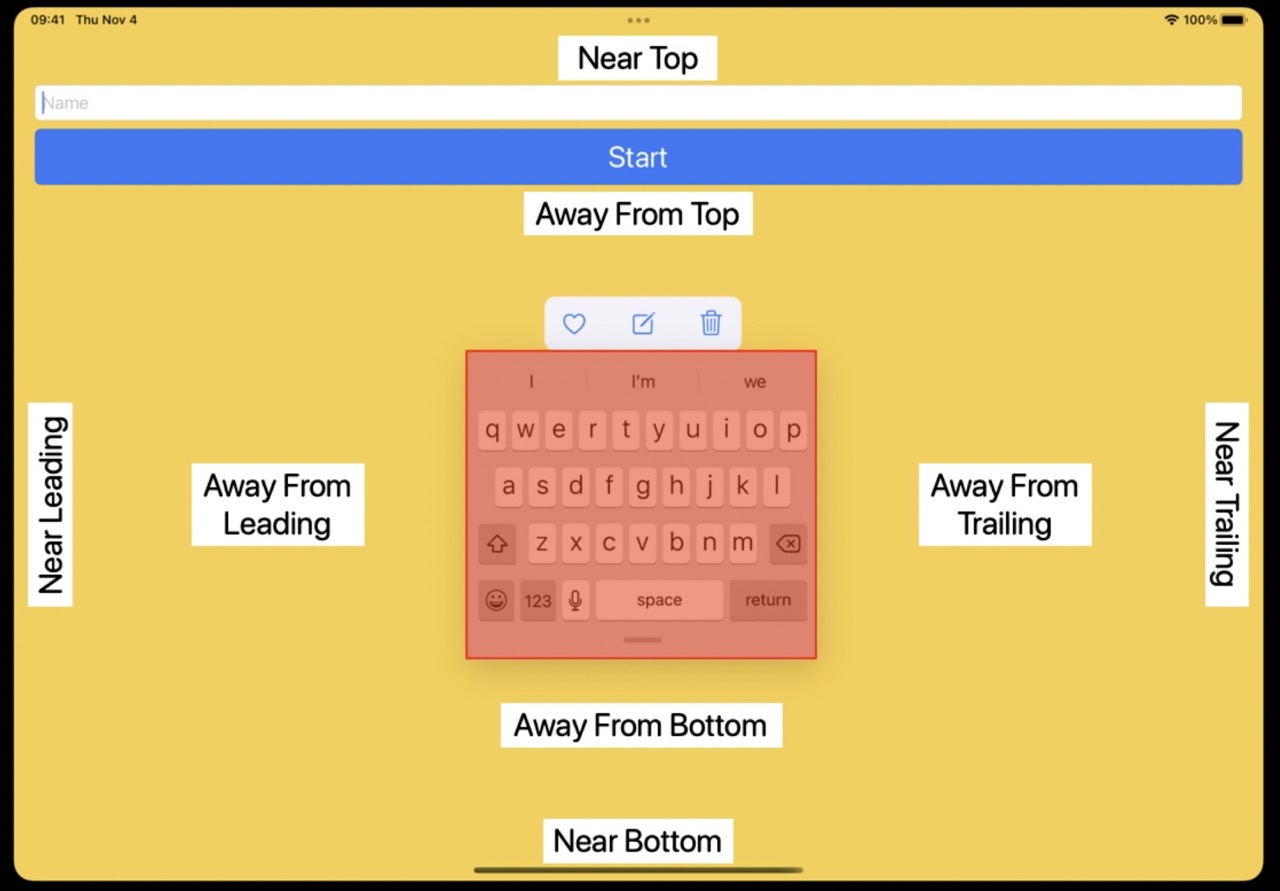 09:41 Thu Nov 4
100%
Near Top
Name
Start
Away From Top
I I'm we
q w e r t y u i o p
a s d f g h j k l
z x c v b n m
123 space return
Near Leading
Away From
Leading
Away From
Trailing
Near Trailing
Away From Bottom
Near Bottom